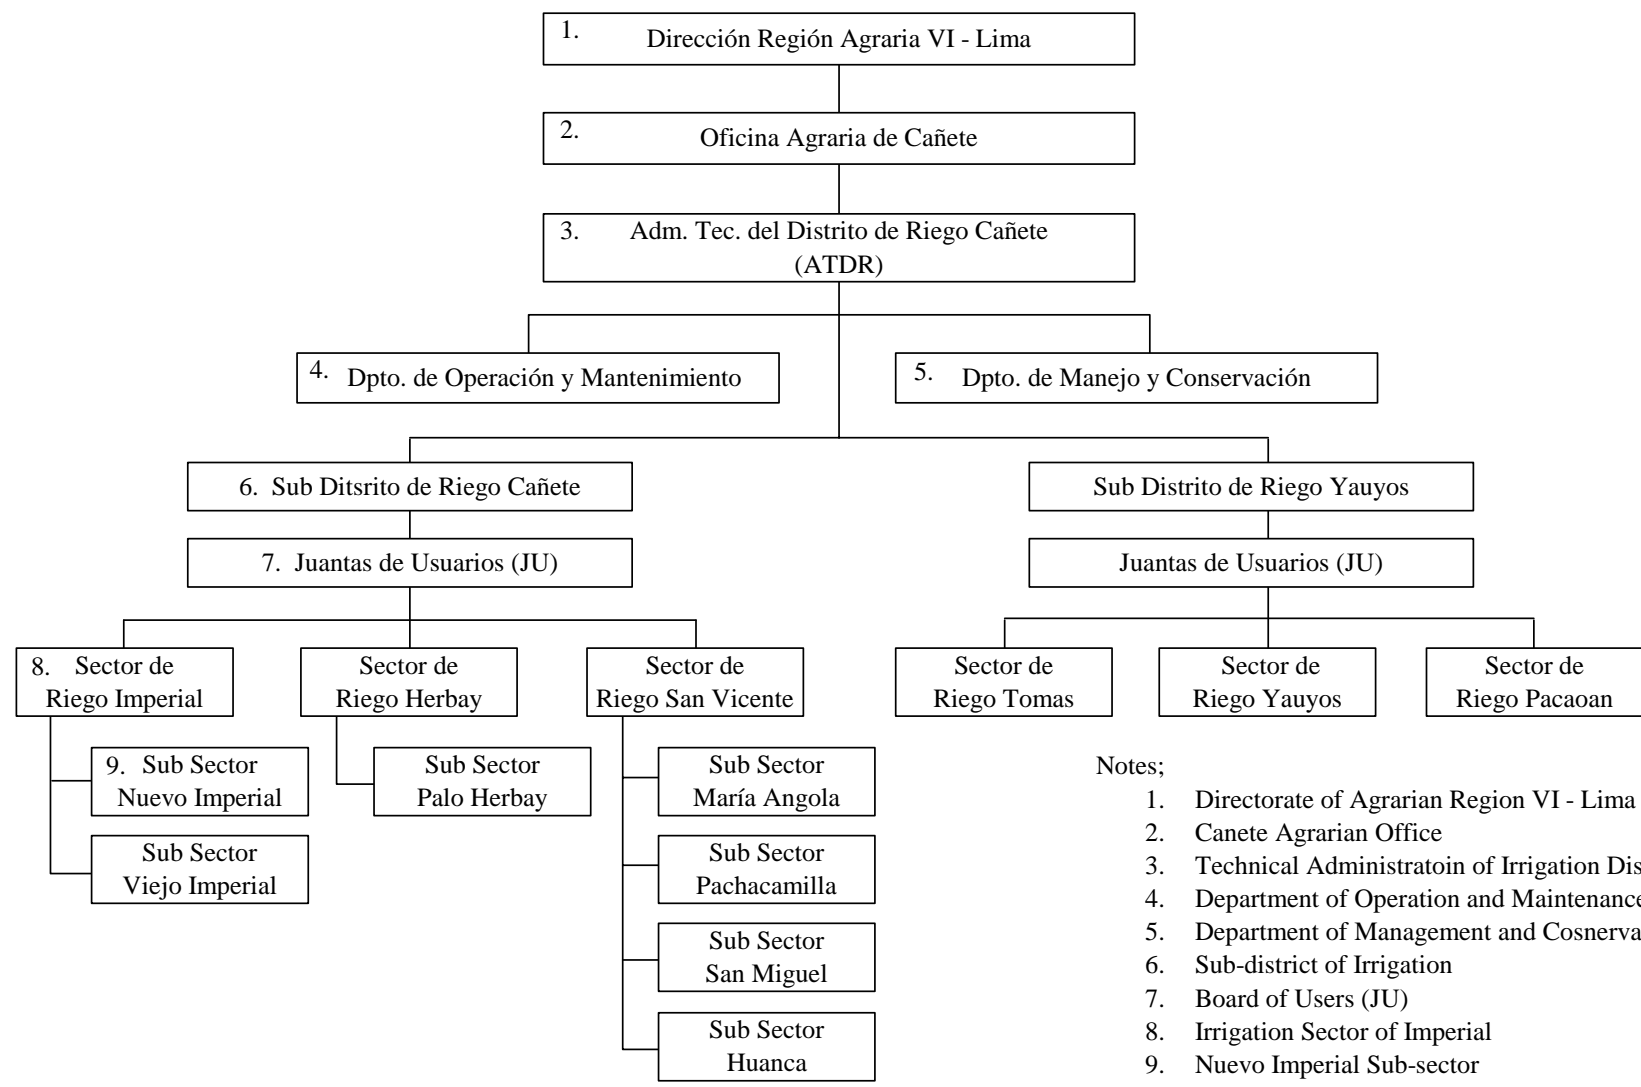 1. Dirección Región Agraria VI - Lima
2. Oficina Agraria de Cañete
3. Adm. Tec. del Distrito de Riego Cañete
(ATDR)
4. Dpto. de Operación y Mantenimiento
5. Dpto. de Manejo y Conservación
6. Sub Ditsrito de Riego Cañete
Sub Distrito de Riego Yauyos
7. Juantas de Usuarios (JU)
Juantas de Usuarios (JU)
8. Sector de
Riego Imperial
Sector de
Riego Herbay
Sector de
Riego San Vicente
Sector de
Riego Tomas
Sector de
Riego Yauyos
Sector de
Riego Pacaoan
9. Sub Sector
Nuevo Imperial
Sub Sector
Viejo Imperial
Sub Sector
Palo Herbay
Sub Sector
María Angola
Sub Sector
Pachacamilla
Sub Sector
San Miguel
Sub Sector
Huanca
Notes;
1. Directorate of Agrarian Region VI - Lima
2. Canete Agrarian Office
3. Technical Administratoin of Irrigation Dis
4. Department of Operation and Maintenance
5. Department of Management and Cosnerva
6. Sub-district of Irrigation
7. Board of Users (JU)
8. Irrigation Sector of Imperial
9. Nuevo Imperial Sub-sector